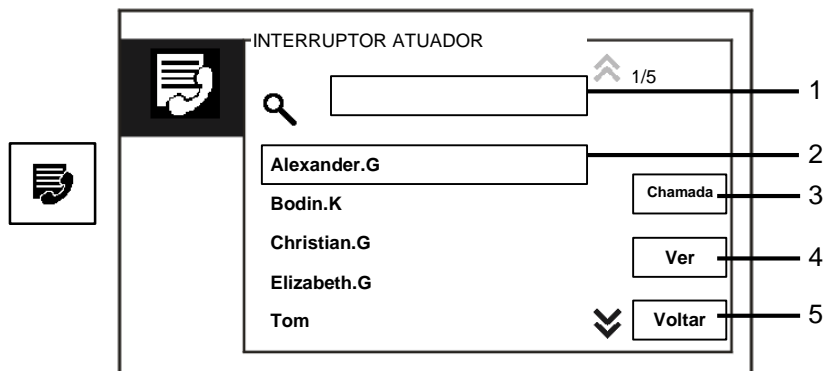 INTERRUPTOR ATUADOR
1/5
1
Alexander.G
2
Bodin.K
Chamada
3
Christian.G
Ver
4
Elizabeth.G
Tom
Voltar
5